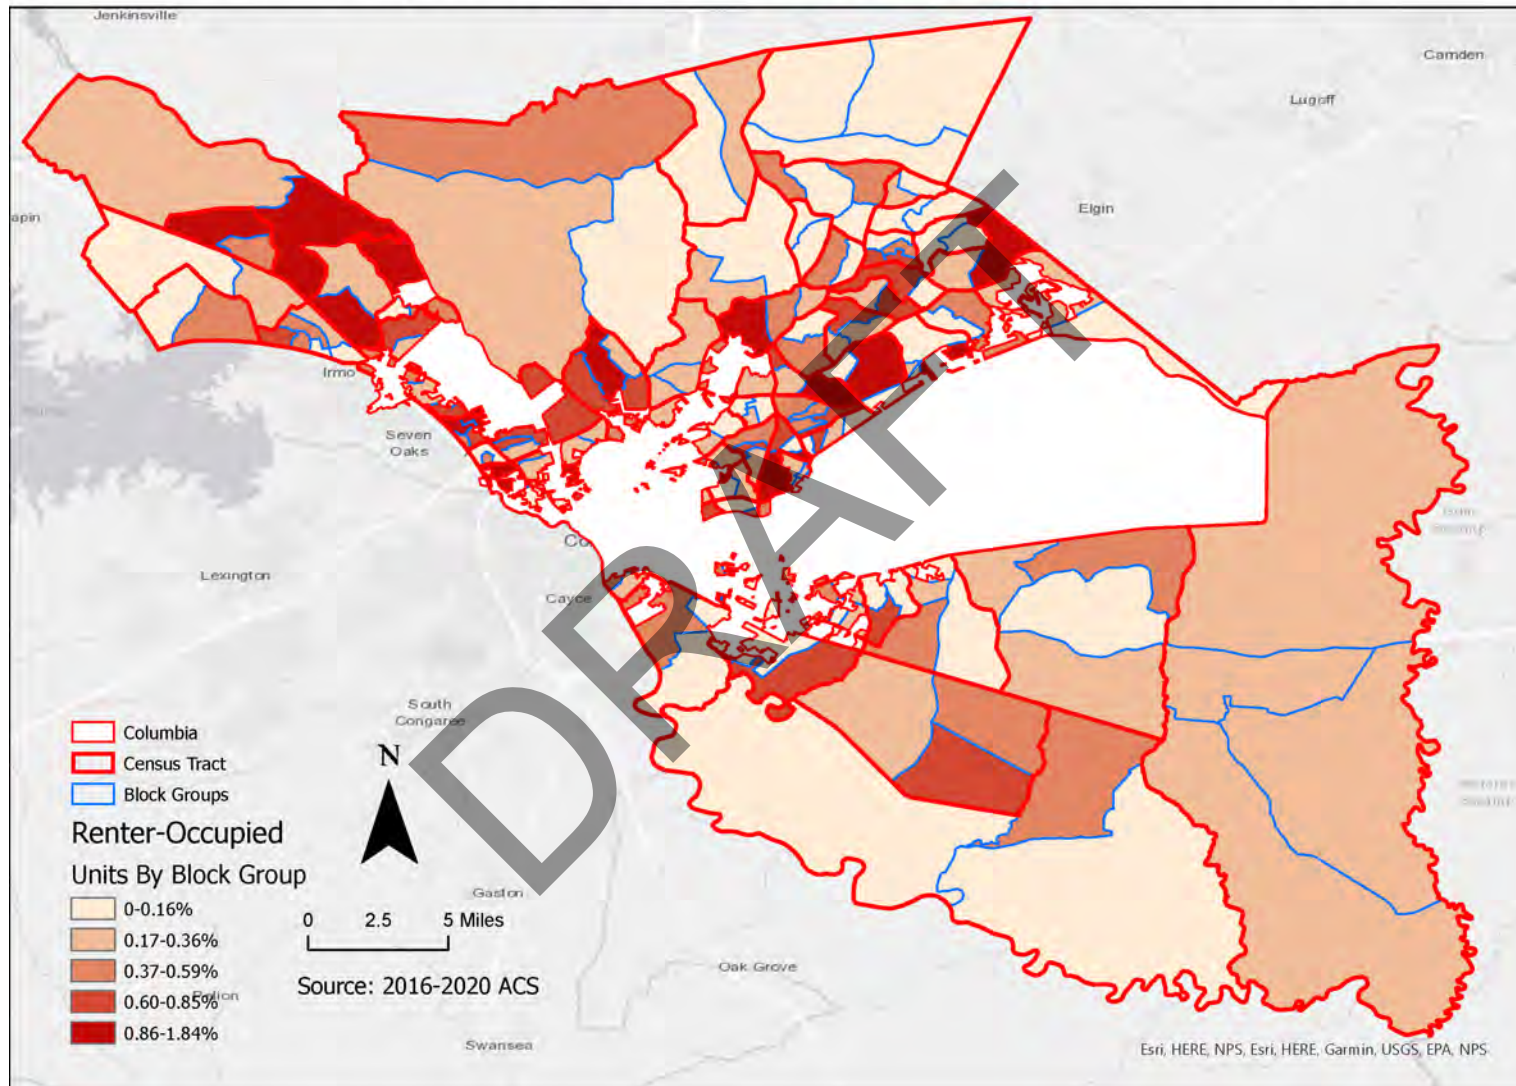 Jenkinsville
Camden
Lugoff
Elgin
apin
Irmo
Seven
Oaks
Lexington
Cayce
South
Congaree
Gaston
Oak Grove
Swansea
DRAFT
Columbia
Census Tract
Block Groups
Renter-Occupied
Units By Block Group
0-0.16%
0.17-0.36%
0.37-0.59%
0.60-0.85%
0.86-1.84%
N
0 2.5 5 Miles
Source: 2016-2020 ACS
Esri, HERE, NPS, Esri, HERE, Garmin, USGS, EPA, NPS